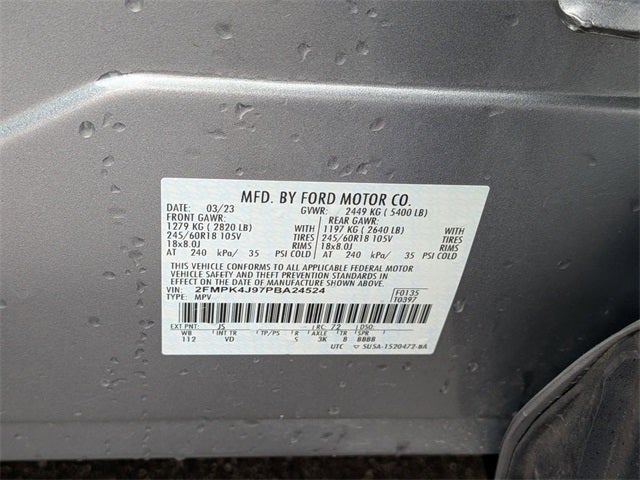 MFD. BY FORD MOTOR CO.
DATE: 03/23 GVWR: 2449 KG ( 5400 LB)
FRONT GAWR: REAR GAWR:
1279 KG ( 2820 LB) WITH 1197 KG ( 2640 LB) WITH
245/60R18 105V TIRES 245/60R18 105V TIRES
18x8.0J RIMS 18x8.0J RIMS
AT 240 kPa/ 35 PSI COLD AT 240 kPa/ 35 PSI COLD
THIS VEHICLE CONFORMS TO ALL APPLICABLE FEDERAL MOTOR
VEHICLE SAFETY AND THEFT PREVENTION STANDARDS IN
EFFECT ON THE DATE OF MANUFACTURE SHOWN ABOVE.
VIN: 2FMPK4J97PBA24524 F0135
TYPE: MPV T0397
EXT PNT: JS RC: 72 DSO:
WB INT TR TP/PS R AXLE TR SPR
112 VD 5 3K 8 BBBB
UTC ▽ SU5A-1520472-BA